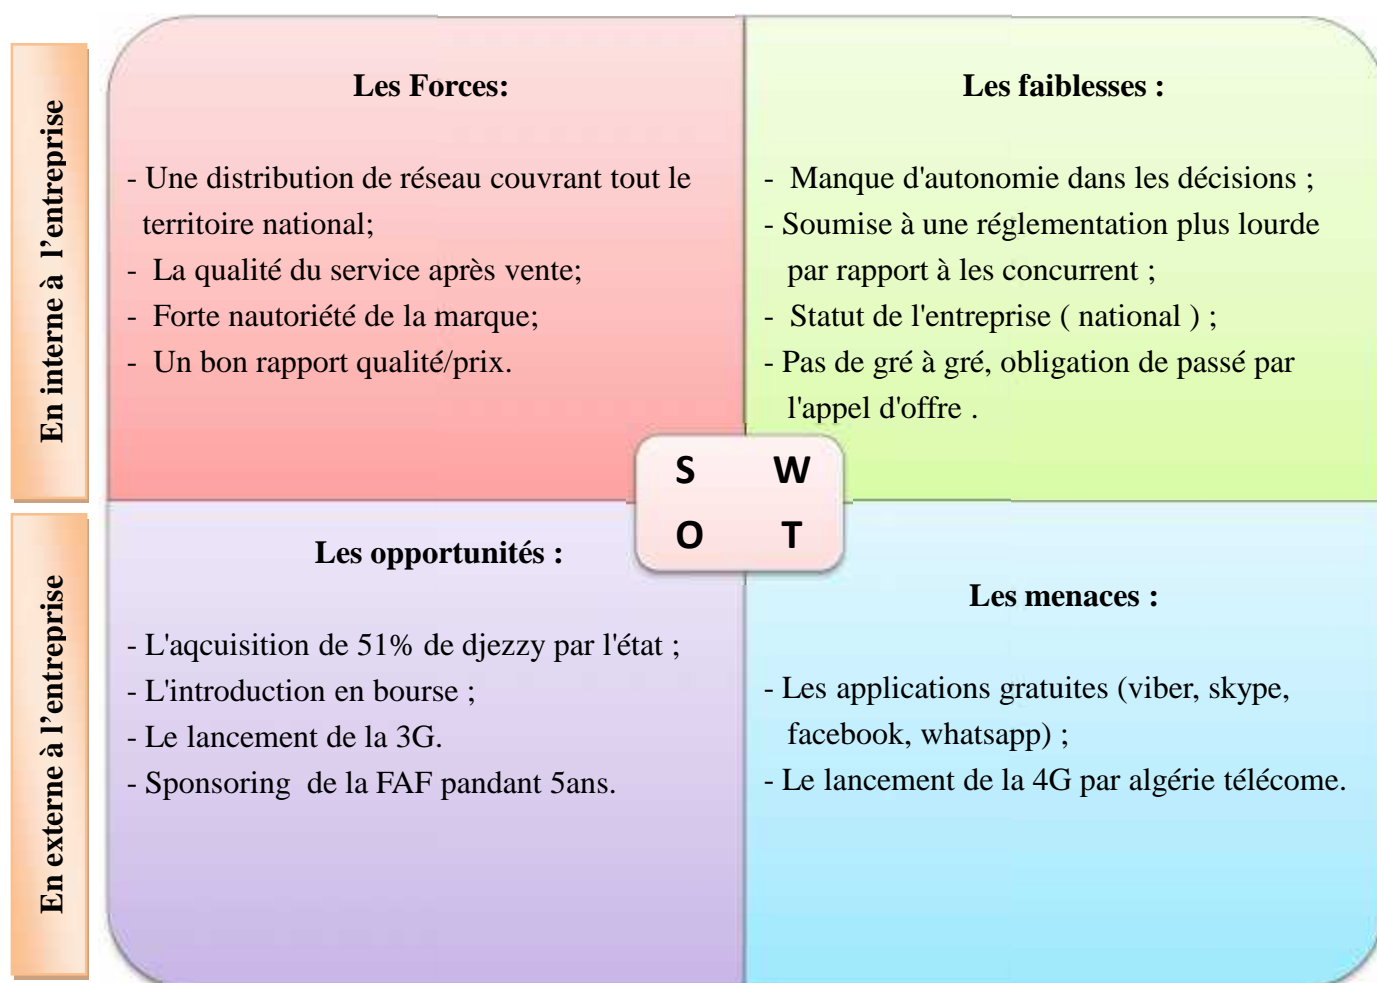 En interne à l’entreprise
Les Forces:
- Une distribution de réseau couvrant tout le
territoire national;
- La qualité du service après vente;
- Forte nautoriété de la marque;
- Un bon rapport qualité/prix.
Les faiblesses :
- Manque d'autonomie dans les décisions ;
- Soumise à une réglementation plus lourde
par rapport à les concurrent ;
- Statut de l'entreprise ( national ) ;
- Pas de gré à gré, obligation de passé par
l'appel d'offre .
S W
O T
En externe à l’entreprise
Les opportunités :
- L'aqcuisition de 51% de djezzy par l'état ;
- L'introduction en bourse ;
- Le lancement de la 3G.
- Sponsoring de la FAF pandant 5ans.
Les menaces :
- Les applications gratuites (viber, skype,
facebook, whatsapp) ;
- Le lancement de la 4G par algérie télécome.